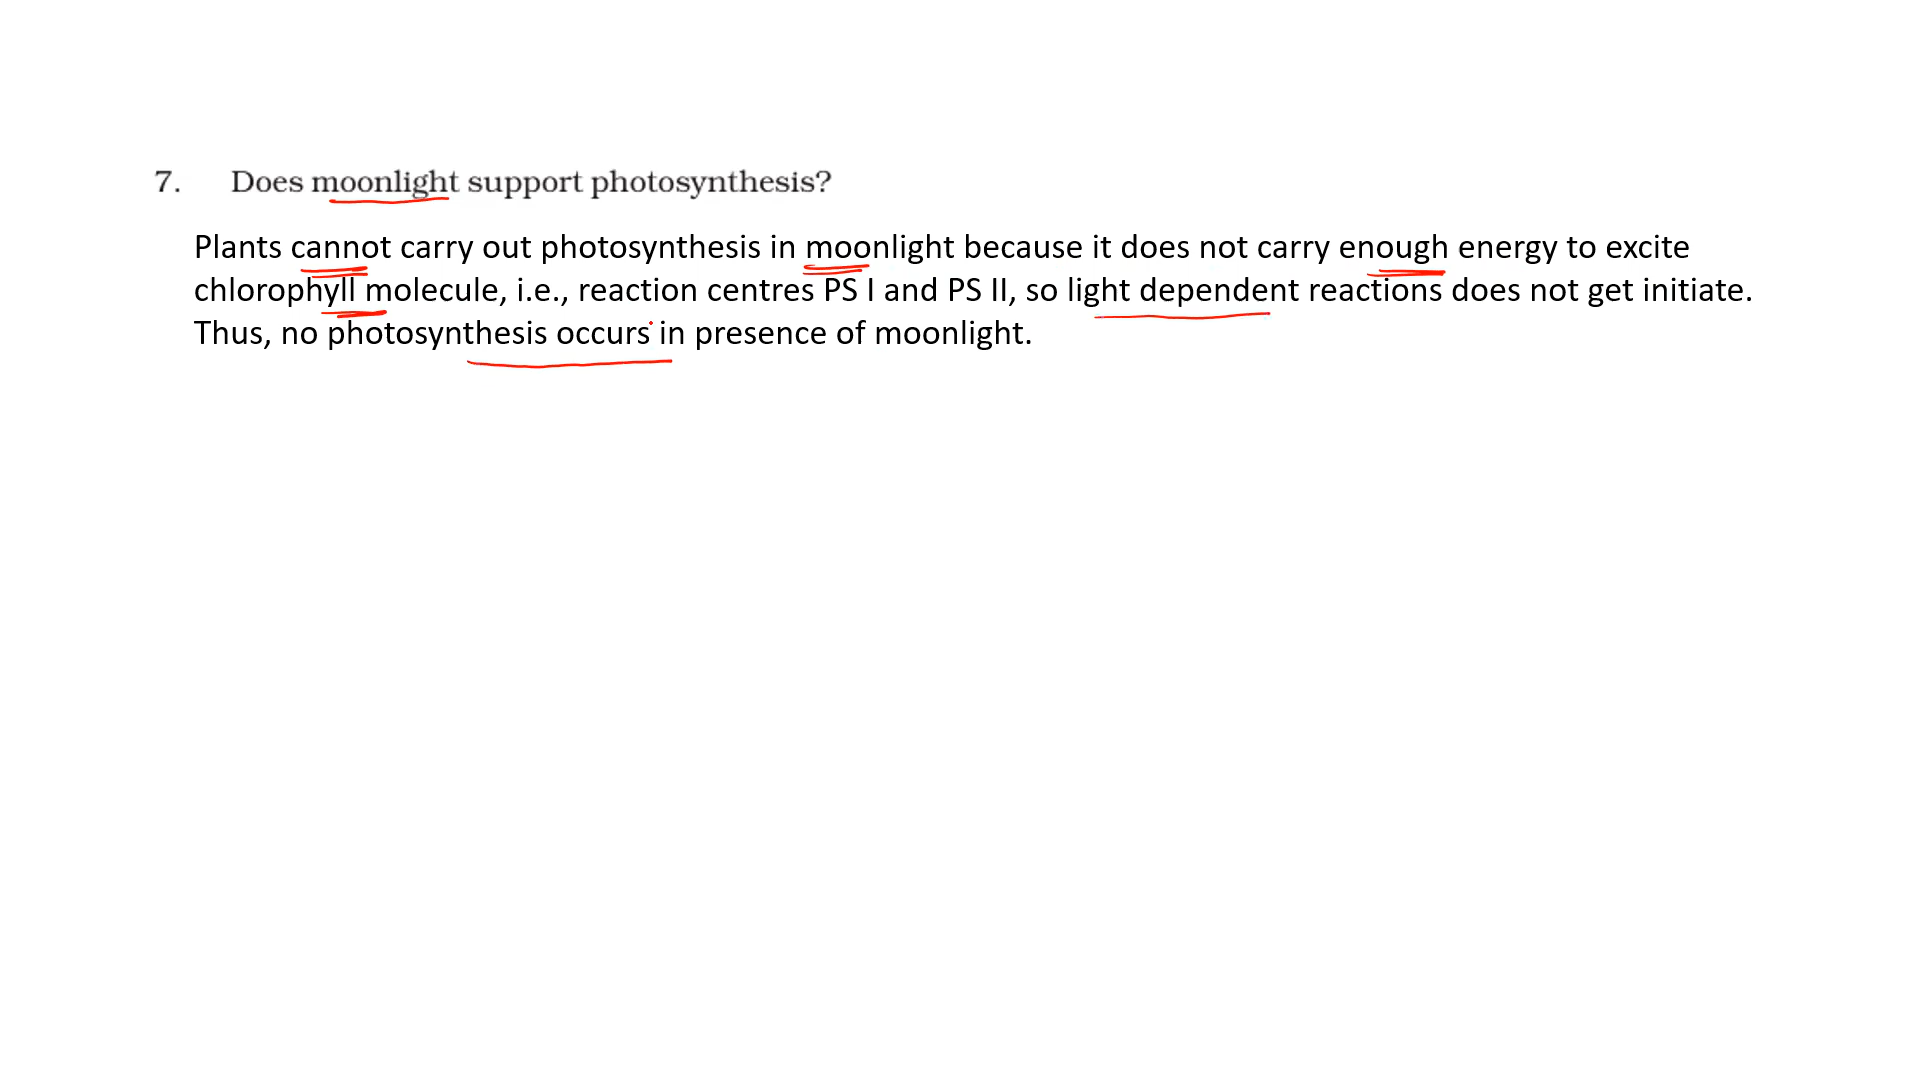 7. Does moonlight support photosynthesis?
Plants cannot carry out photosynthesis in moonlight because it does not carry enough energy to excite
chlorophyll molecule, i.e., reaction centres PS I and PS II, so light dependent reactions does not get initiate.
Thus, no photosynthesis occurs in presence of moonlight.